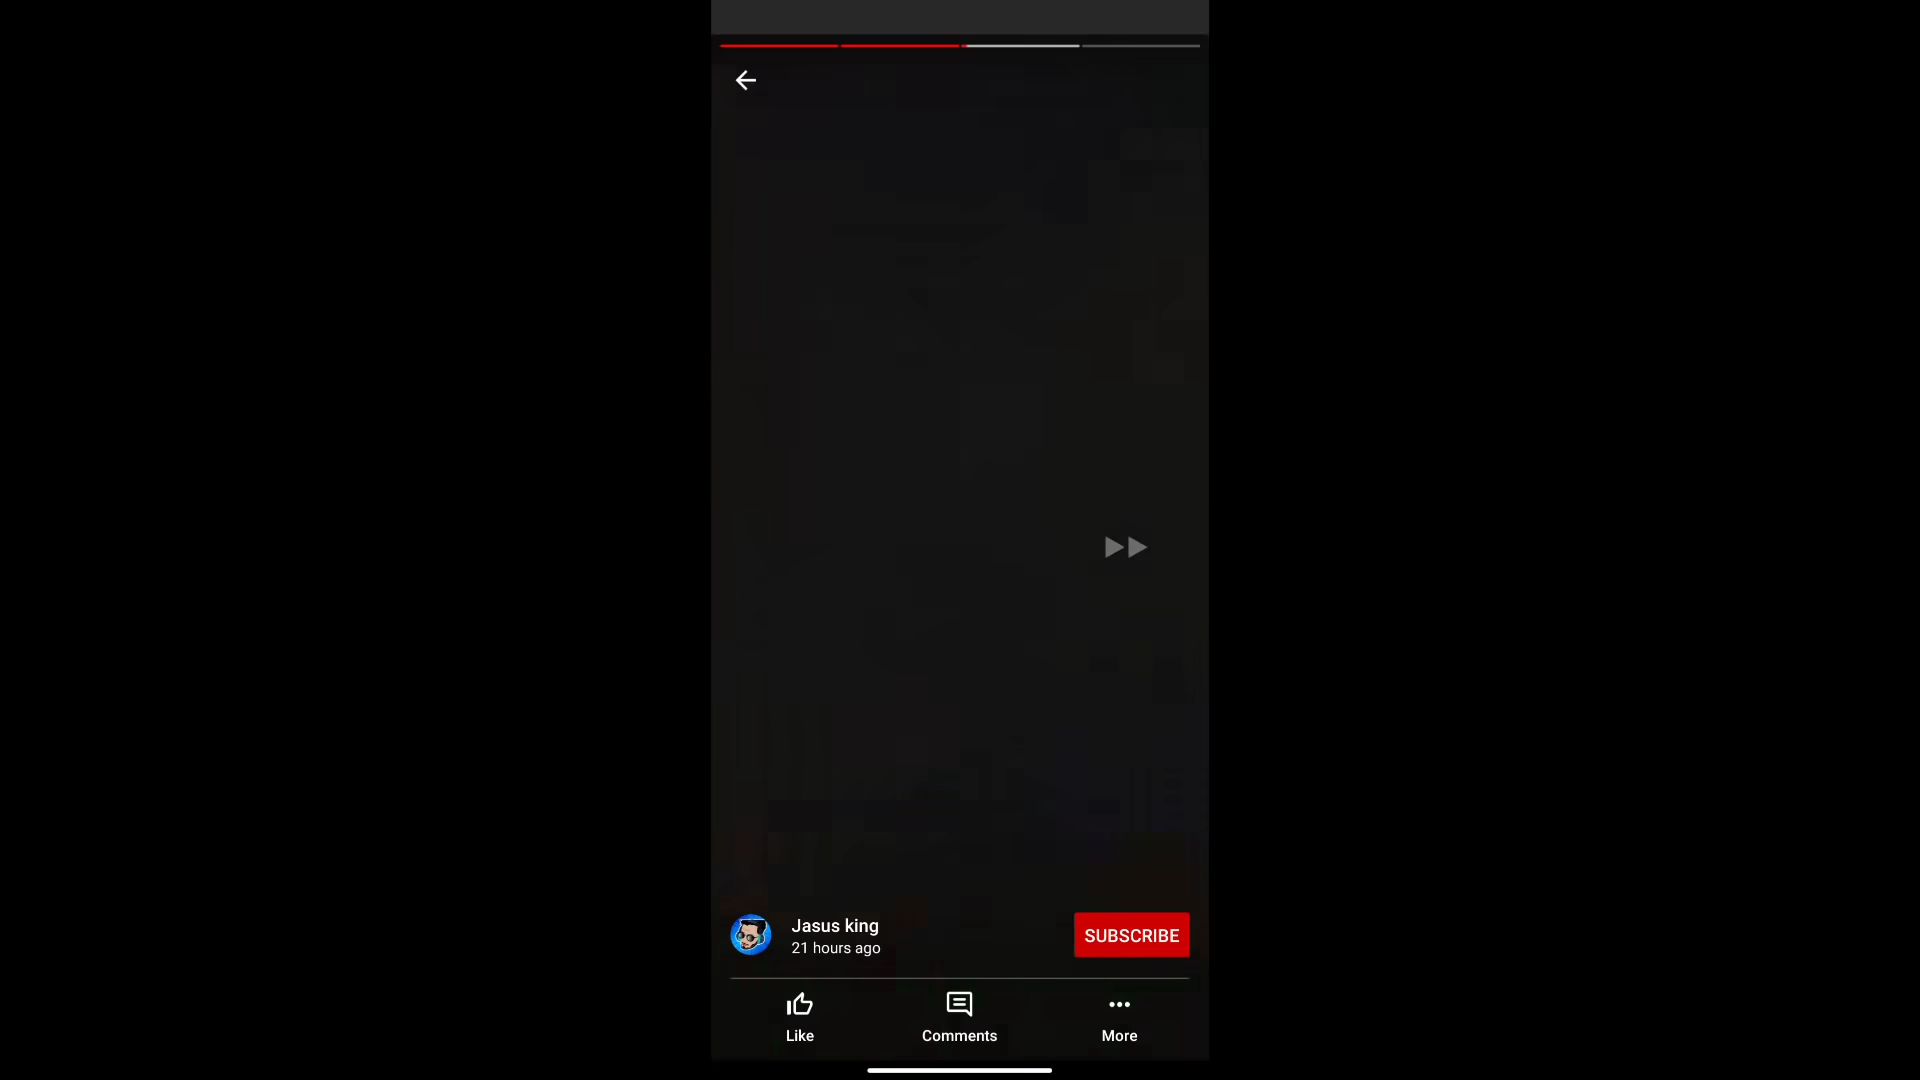 Jasus king
21 hours ago
SUBSCRIBE
Like
Comments
More